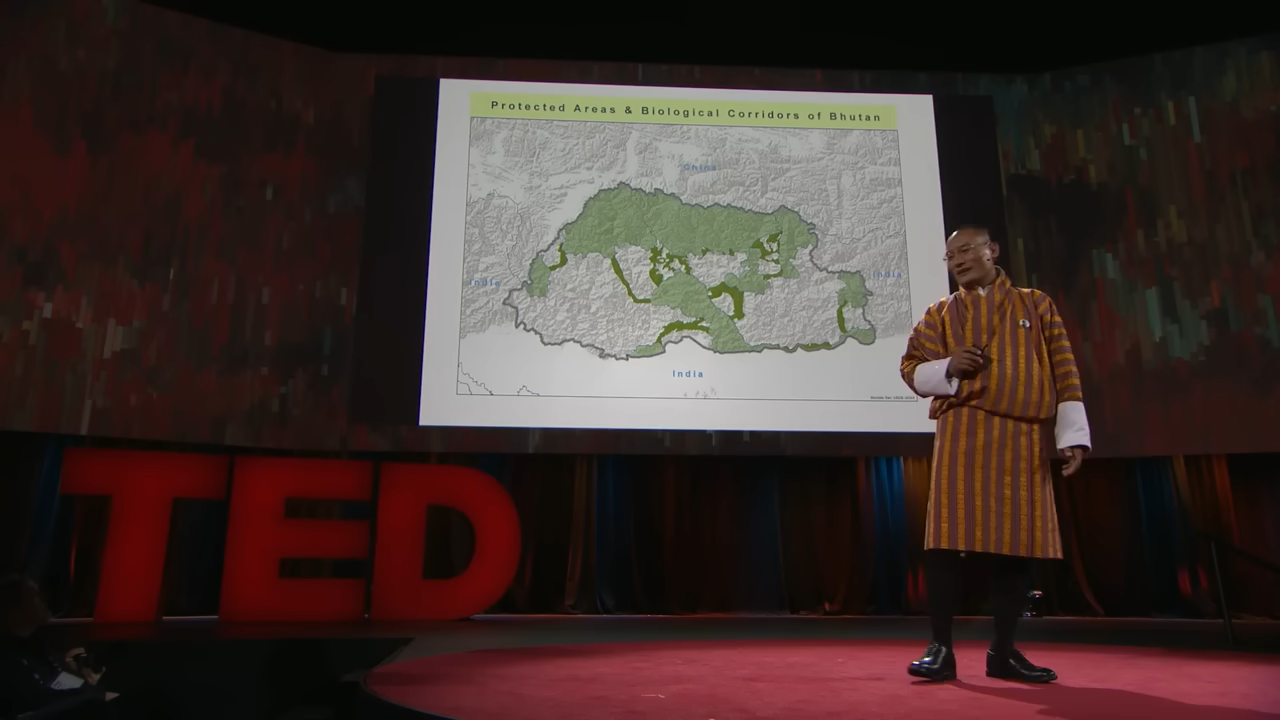 Protected Areas & Biological Corridors of Bhutan
China
India
India
India
TED